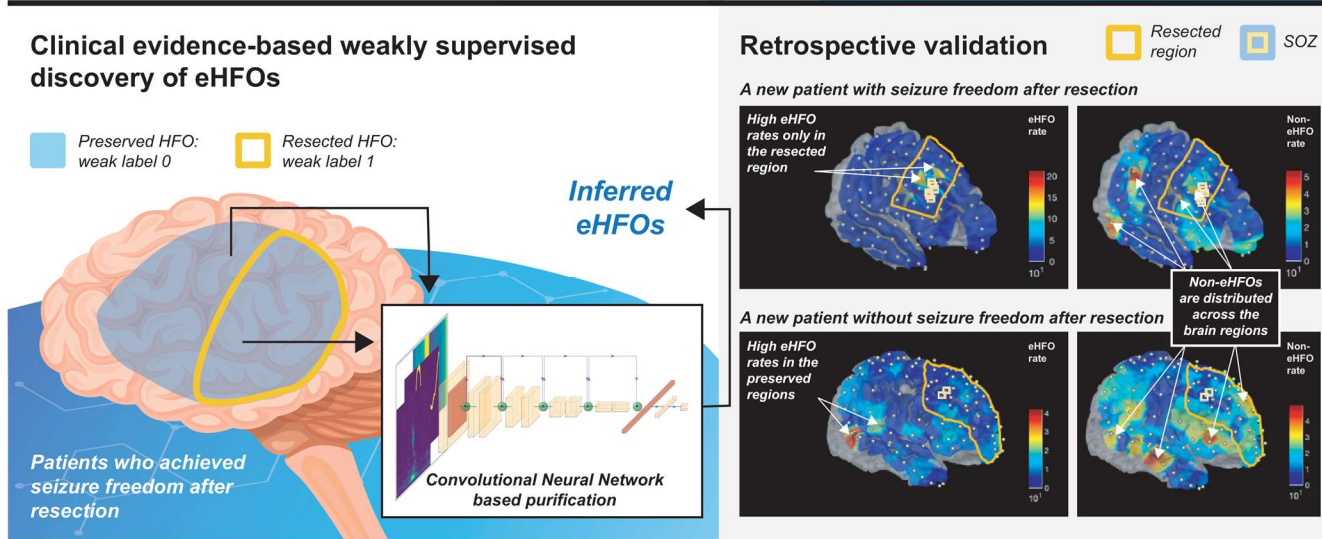 Clinical evidence-based weakly supervised
discovery of eHFOs
Preserved HFO:
weak label 0
Resected HFO:
weak label 1
Inferred
eHFOs
Convolutional Neural Network
based purification
Patients who achieved
seizure freedom after
resection
Retrospective validation
Resected
region
SOZ
A new patient with seizure freedom after resection
High eHFO
rates only in
the resected
region
eHFO
rate
20
15
10
5
0
10¹
Non-
eHFO
rate
5
4
3
2
1
0
10¹
Non-eHFOs
are distributed
across the
brain regions
A new patient without seizure freedom after resection
High eHFO
rates in the
preserved
regions
eHFO
rate
4
3
2
1
0
10¹
Non-
eHFO
rate
4
3
2
1
0
10¹